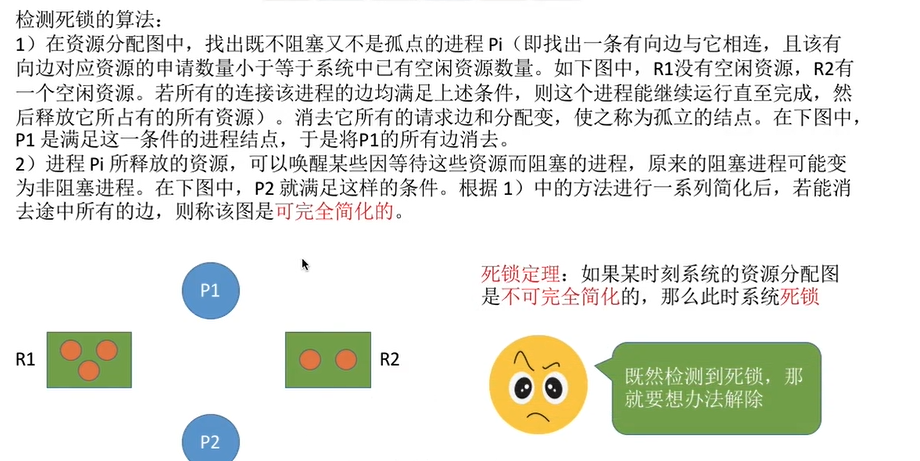 检测死锁的算法：
1）在资源分配图中，找出既不阻塞又不是孤点的进程 Pi（即找出一条有向边与它相连，且该有
向边对应资源的申请数量小于等于系统中已有空闲资源数量。如下图中，R1没有空闲资源，R2有
一个空闲资源。若所有的连接该进程的边均满足上述条件，则这个进程能继续运行直至完成，然
后释放它所占有的所有资源）。消去它所有的请求边和分配变，使之称为孤立的结点。在下图中，
P1 是满足这一条件的进程结点，于是将P1的所有边消去。
2）进程 Pi 所释放的资源，可以唤醒某些因等待这些资源而阻塞的进程，原来的阻塞进程可能变
为非阻塞进程。在下图中，P2 就满足这样的条件。根据 1）中的方法进行一系列简化后，若能消
去途中所有的边，则称该图是可完全简化的。
P1
死锁定理：如果某时刻系统的资源分配图
是不可完全简化的，那么此时系统死锁
R1
R2
既然检测到死锁，那
就要想办法解除
P2